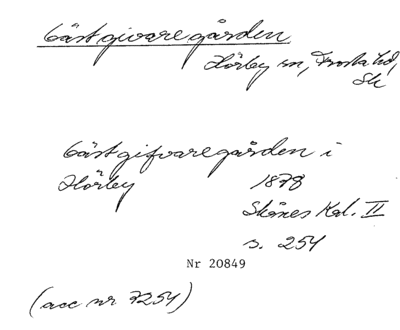 Gästgivaregården
Hörby sn, Frosta hd,
Sk
Gästgifvaregården i
Hörby 1878
Skånes Kal. II
s. 254
Nr 20849
(acc nr 7254)